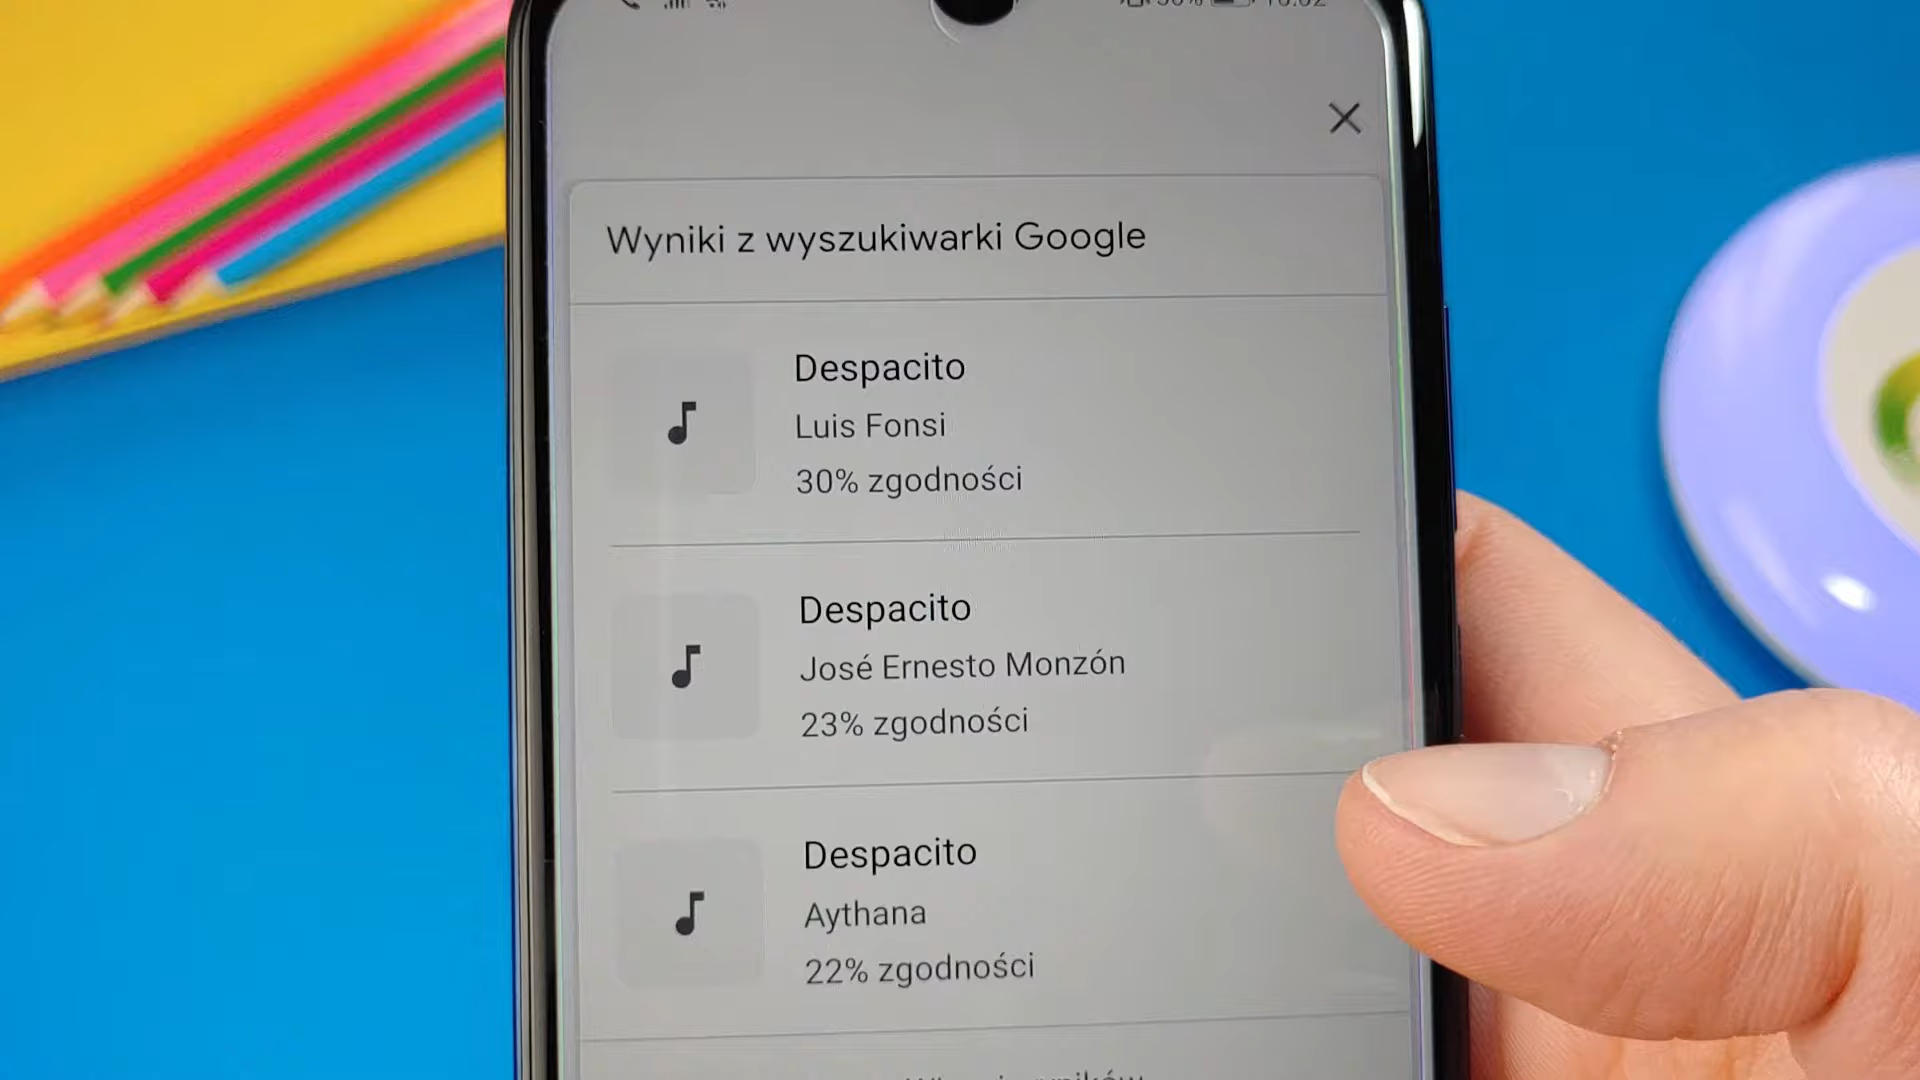 Wyniki z wyszukiwarki Google
Despacito
Luis Fonsi
30% zgodności
Despacito
José Ernesto Monzón
23% zgodności
Despacito
Aythana
22% zgodności